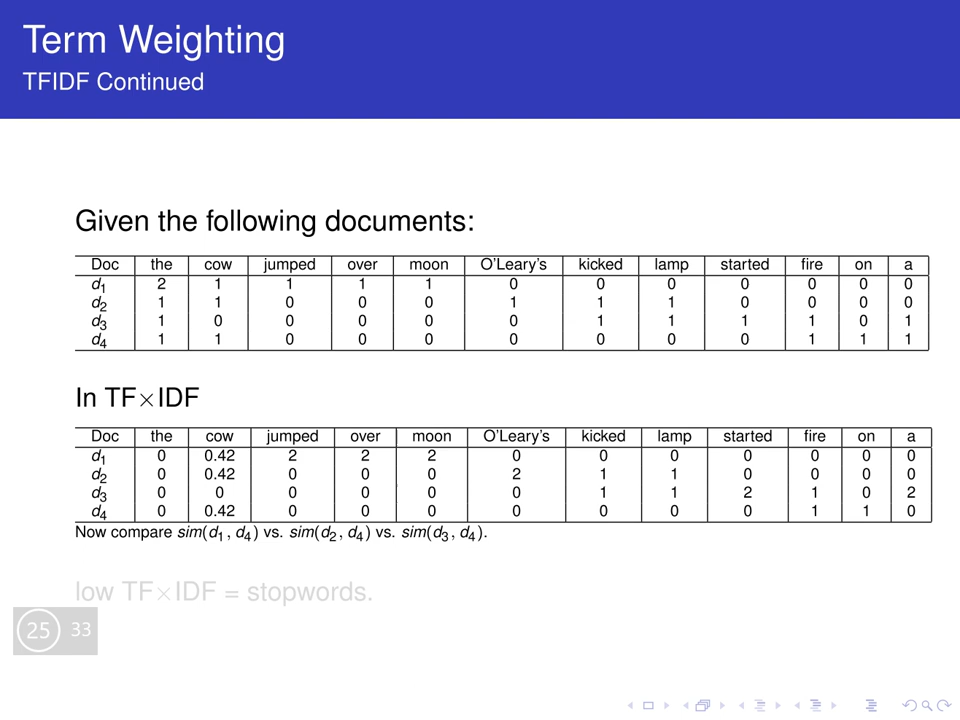 Term Weighting
TFIDF Continued
Given the following documents:
Doc the cow jumped over moon O'Leary's kicked lamp started fire on a
d1 2 1 1 1 1 0 0 0 0 0 0 0
d2 1 1 0 0 0 1 1 1 0 0 0 0
d3 1 0 0 0 0 0 1 1 1 1 0 1
d4 1 1 0 0 0 0 0 0 0 1 1 1
In TF×IDF
Doc the cow jumped over moon O'Leary's kicked lamp started fire on a
d1 0 0.42 2 2 2 0 0 0 0 0 0 0
d2 0 0.42 0 0 0 2 1 1 0 0 0 0
d3 0 0 0 0 0 0 1 1 2 1 0 2
d4 0 0.42 0 0 0 0 0 0 0 1 1 0
Now compare sim(d1, d4) vs. sim(d2, d4) vs. sim(d3, d4).
low TF×IDF = stopwords.
25 33